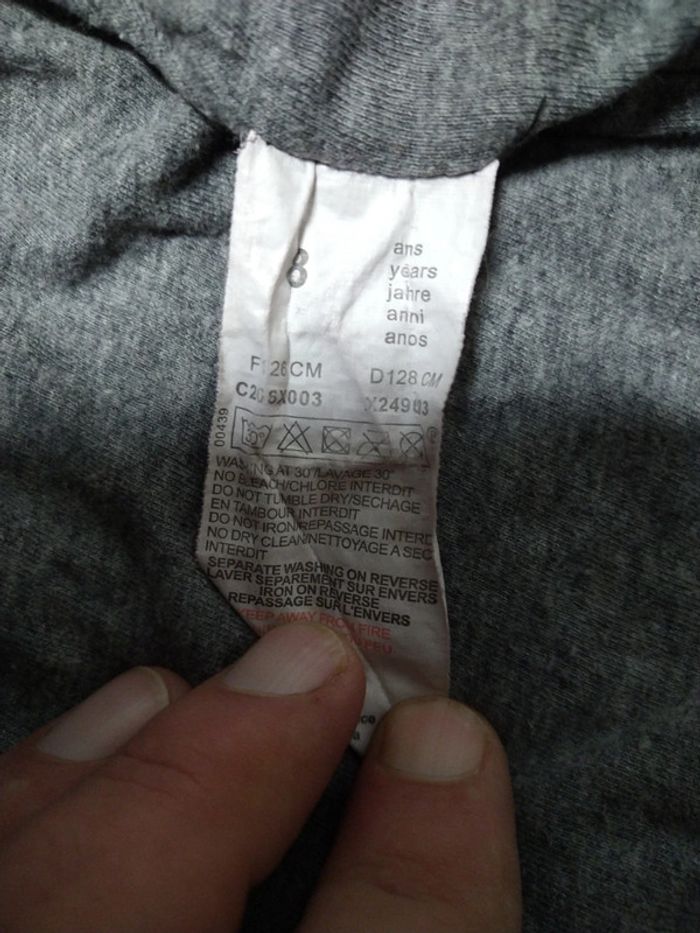 8
ans
years
jahre
anni
anos
F128CM D128CM
00439
30°
WASHING AT 30°/LAVAGE 30°
NO BLEACH/CHLORE INTERDIT
DO NOT TUMBLE DRY/SECHAGE
EN TAMBOUR INTERDIT
DO NOT IRON/REPASSAGE INTERD
NO DRY CLEAN/NETTOYAGE A SEC
INTERDIT
SEPARATE WASHING ON REVERSE
LAVER SEPAREMENT SUR ENVERS
IRON ON REVERSE
REPASSAGE SUR L'ENVERS
KEEP AWAY FROM FIRE
FEU